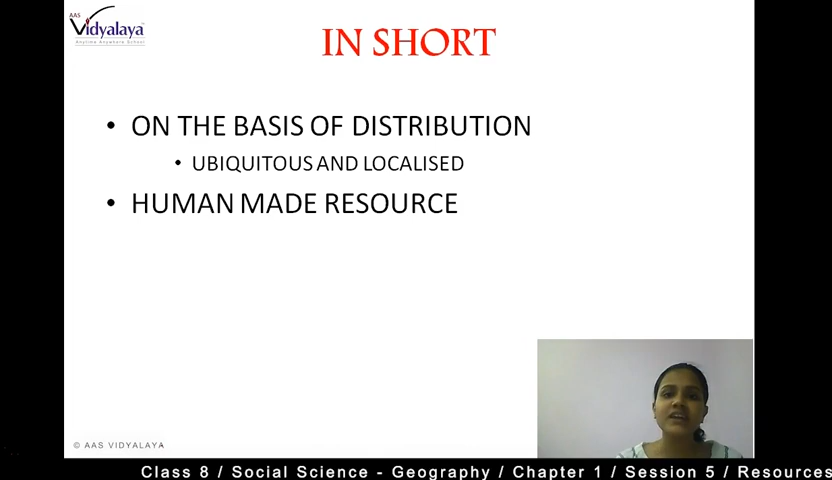 AAS
Vidyalaya
Anytime Anywhere School
IN SHORT
• ON THE BASIS OF DISTRIBUTION
• UBIQUITOUS AND LOCALISED
• HUMAN MADE RESOURCE
© AAS VIDYALAYA
Class 8 / Social Science - Geography / Chapter 1 / Session 5 / Resources